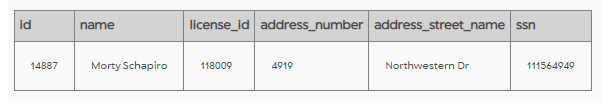 id name license_id address_number address_street_name ssn
14887 Morty Schapiro 118009 4919 Northwestern Dr 111564949